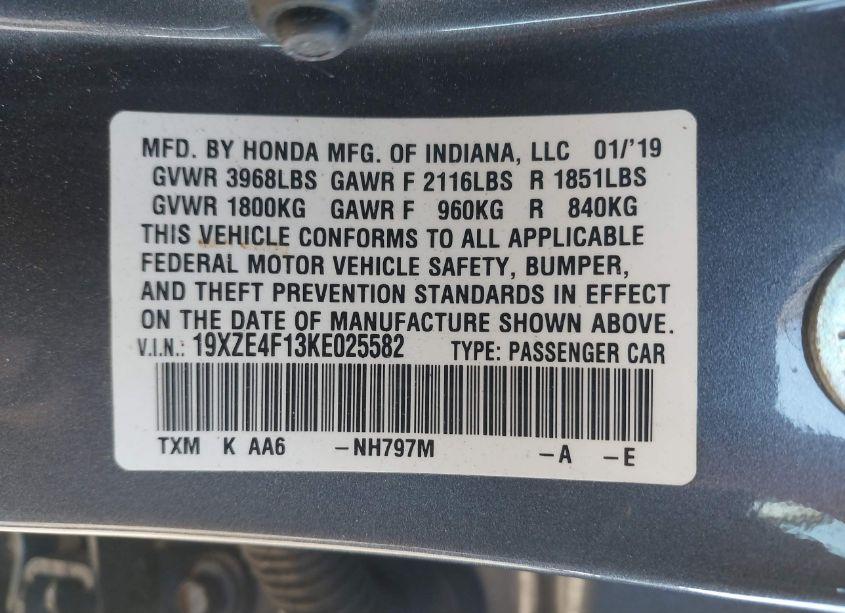 MFD. BY HONDA MFG. OF INDIANA, LLC 01/'19
GVWR 3968LBS GAWR F 2116LBS R 1851LBS
GVWR 1800KG GAWR F 960KG R 840KG
THIS VEHICLE CONFORMS TO ALL APPLICABLE
FEDERAL MOTOR VEHICLE SAFETY, BUMPER,
AND THEFT PREVENTION STANDARDS IN EFFECT
ON THE DATE OF MANUFACTURE SHOWN ABOVE.
V.I.N.: 19XZE4F13KE025582 TYPE: PASSENGER CAR
TXM K AA6 –NH797M –A –E